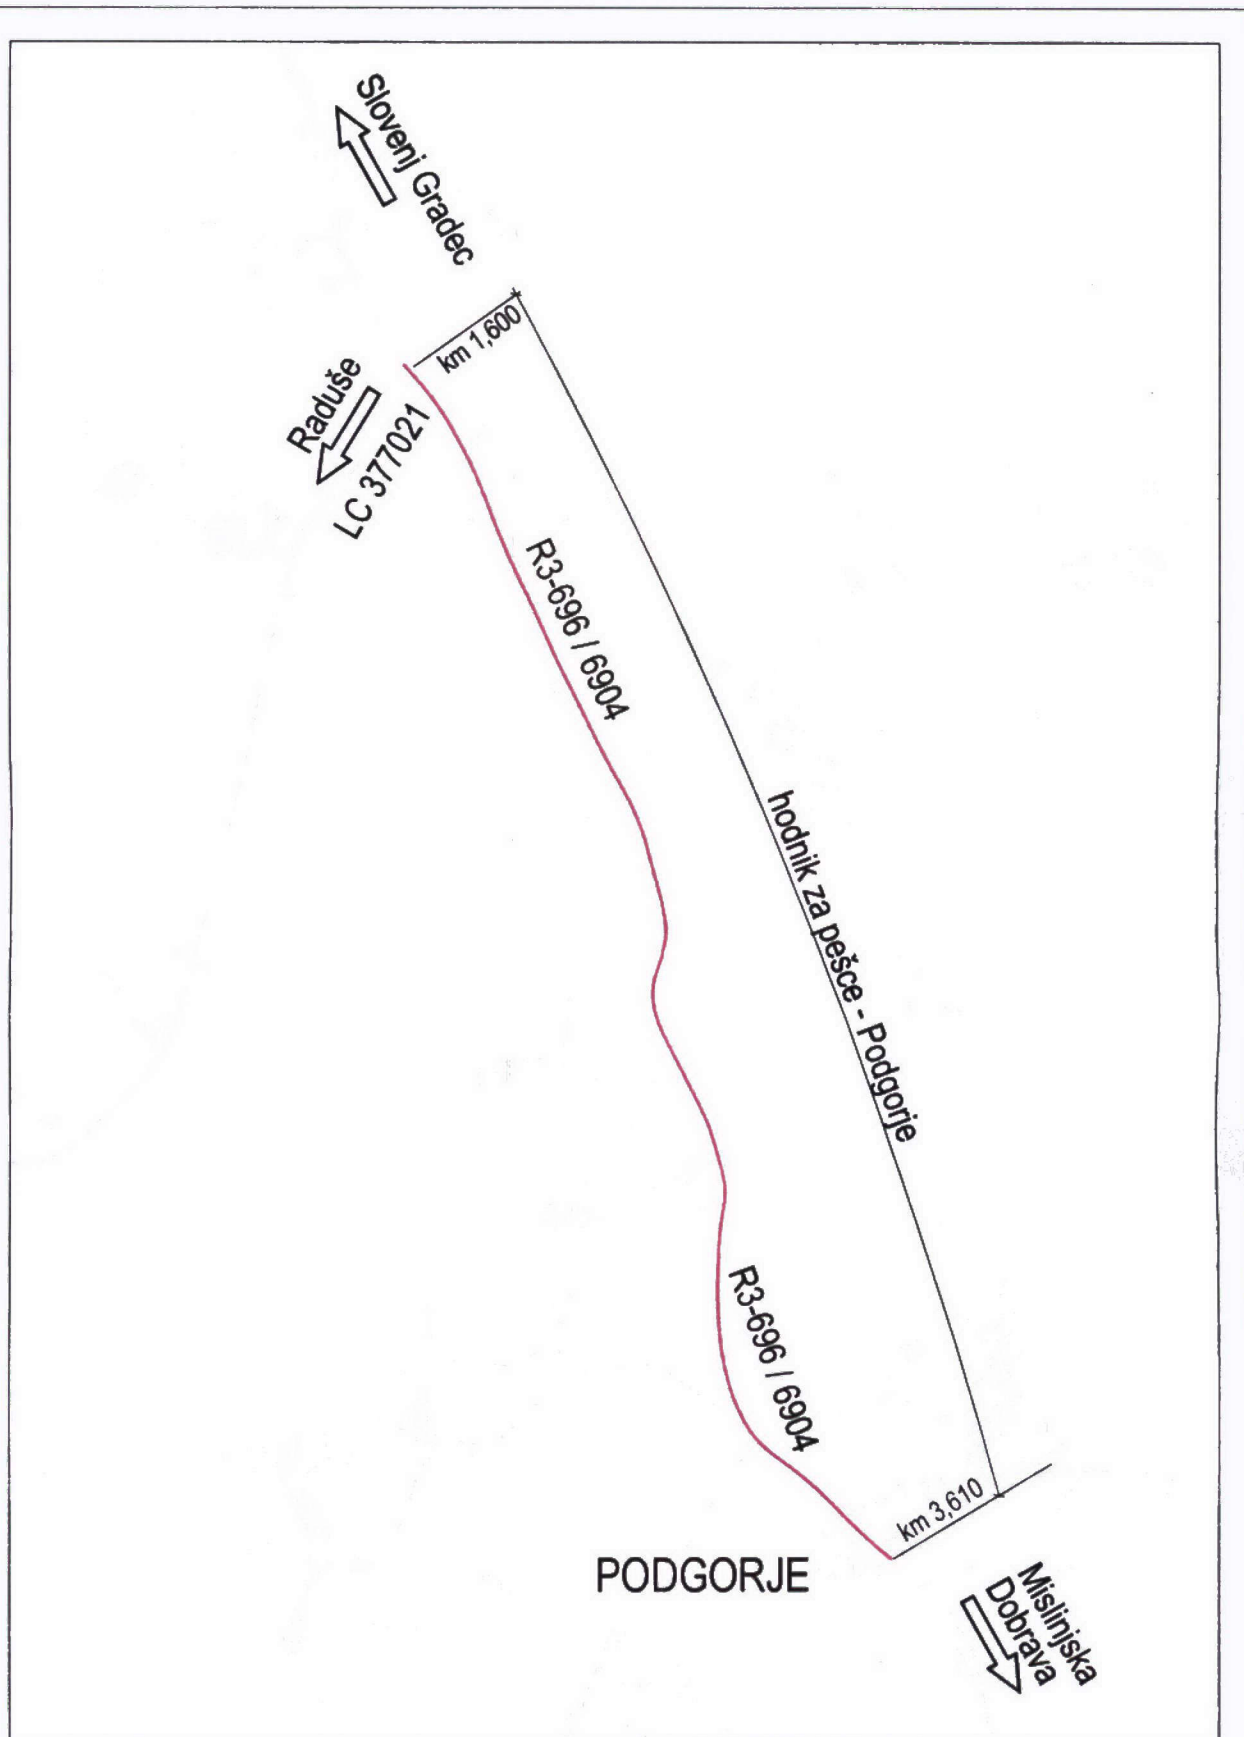 Slovenj Gradec
km 1,600
Raduše
LC 377021
R3-696 / 6904
hodnik za pešce - Podgorje
R3-696 / 6904
km 3,610
PODGORJE
Mislinjska
Dobrava